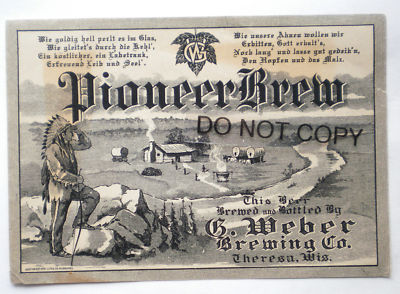 Wie goldig hell perlt es im Glas,
Wie gleitet's durch die Kehl',
Ein kostlicher, ein Labetrank,
Erfreuend Leib und Seel'.
Wie unsere Ahnen wollen wir
Erbitten, Gott erhalt's,
Noch lang' und lasse gut gedeih'n,
Den Hopfen und das Malz.
Pioneer Brew
DO NOT COPY
This Beer
Brewed and Bottled By
G. Weber
Brewing Co.
Theresa, Wis.